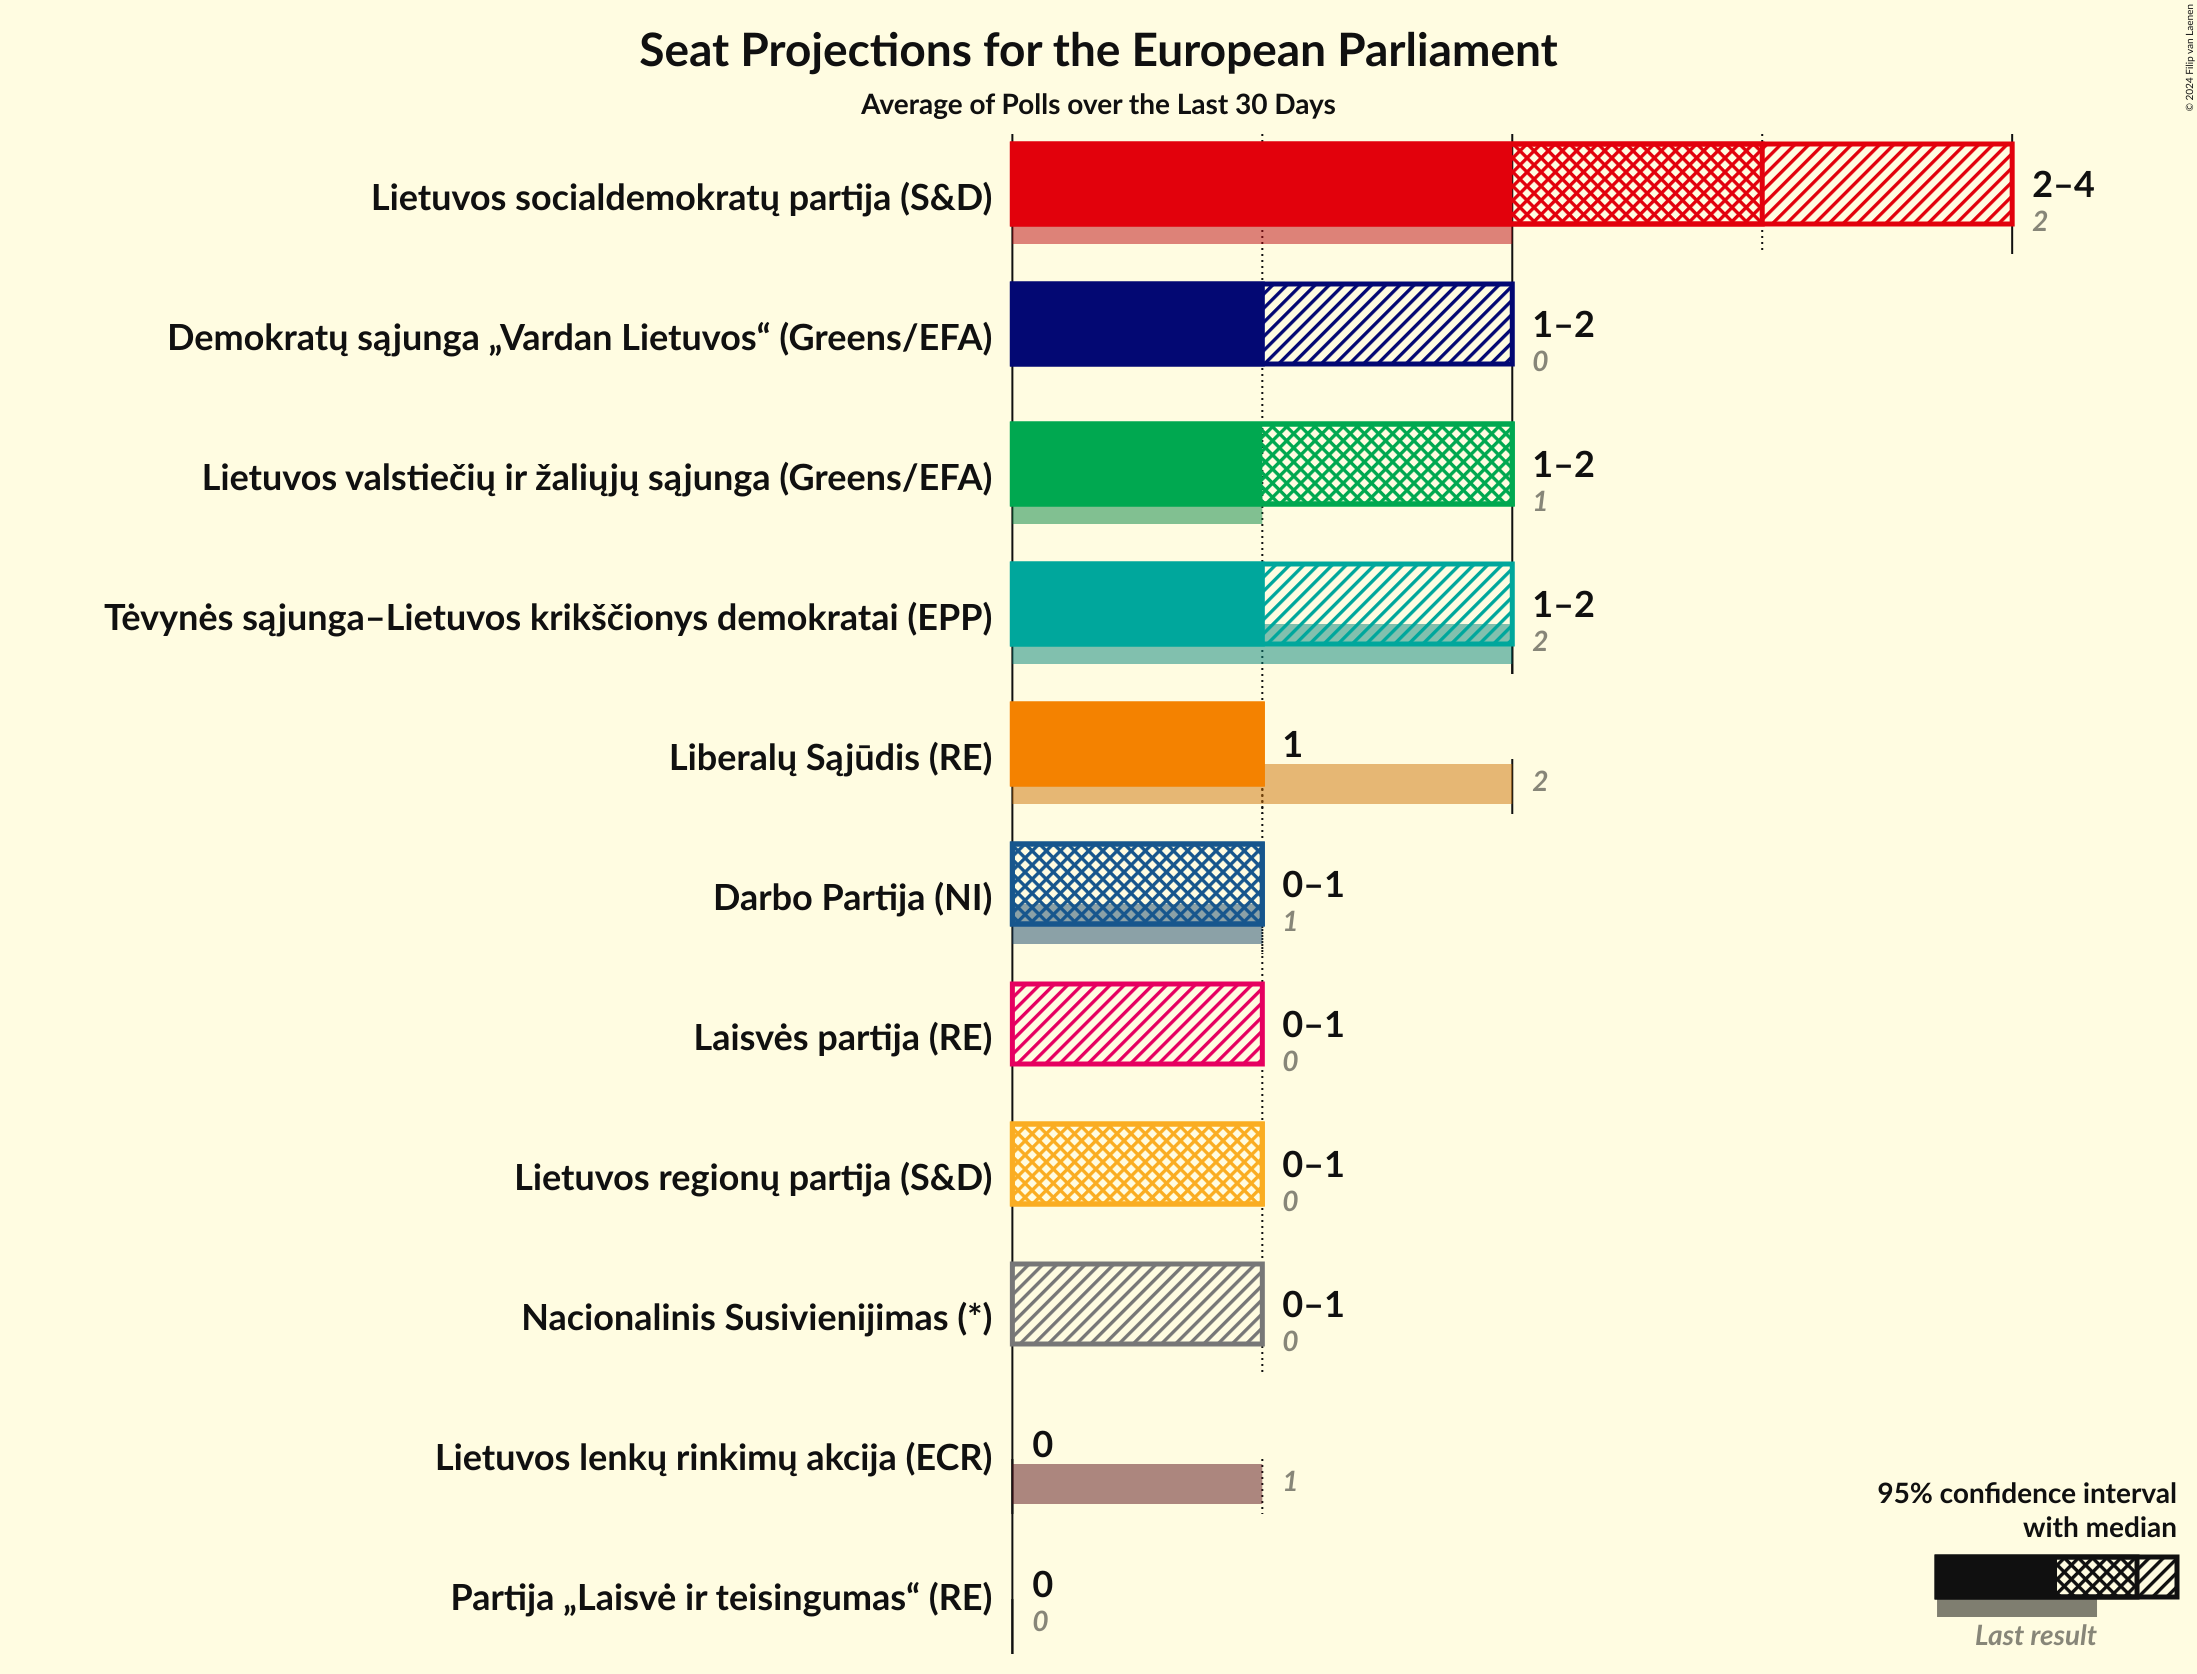 Seat Projections for the European Parliament
Average of Polls over the Last 30 Days
© 2024 Filip van Laenen
Lietuvos socialdemokratų partija (S&D)
2–4
2
Demokratų sąjunga „Vardan Lietuvos“ (Greens/EFA)
1–2
0
Lietuvos valstiečių ir žaliųjų sąjunga (Greens/EFA)
1–2
1
Tėvynės sąjunga–Lietuvos krikščionys demokratai (EPP)
1–2
2
Liberalų Sąjūdis (RE)
1
2
Darbo Partija (NI)
0–1
1
Laisvės partija (RE)
0–1
0
Lietuvos regionų partija (S&D)
0–1
0
Nacionalinis Susivienijimas (*)
0–1
0
Lietuvos lenkų rinkimų akcija (ECR)
0
1
Partija „Laisvė ir teisingumas“ (RE)
0
0
95% confidence interval
with median
Last result